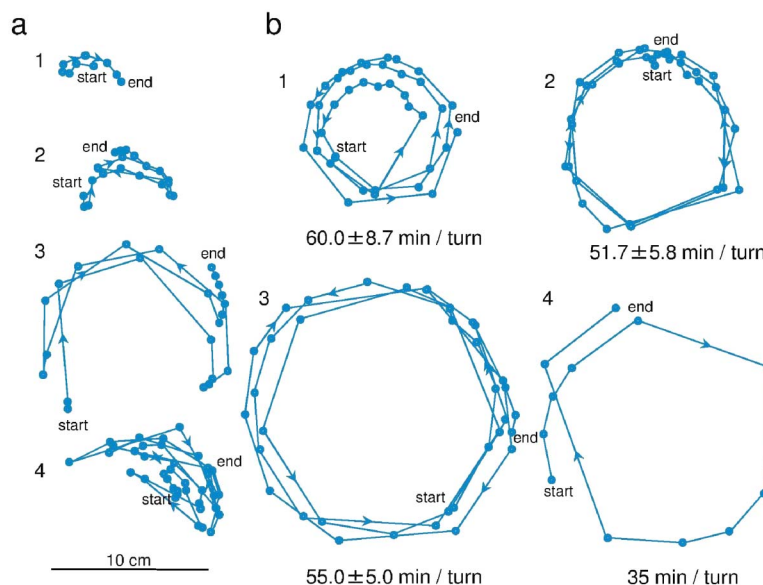 a
1
start
end
2
end
start
3
end
start
4
end
start
10 cm
b
1
start
end
60.0±8.7 min / turn
2
end
start
51.7±5.8 min / turn
3
end
start
55.0±5.0 min / turn
4
end
start
35 min / turn